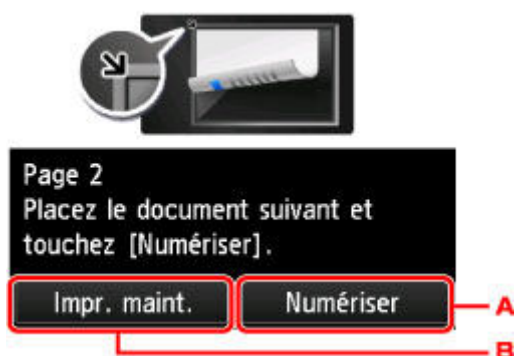 Page 2
Placez le document suivant et
touchez [Numériser].
Impr. maint. Numériser
A
B